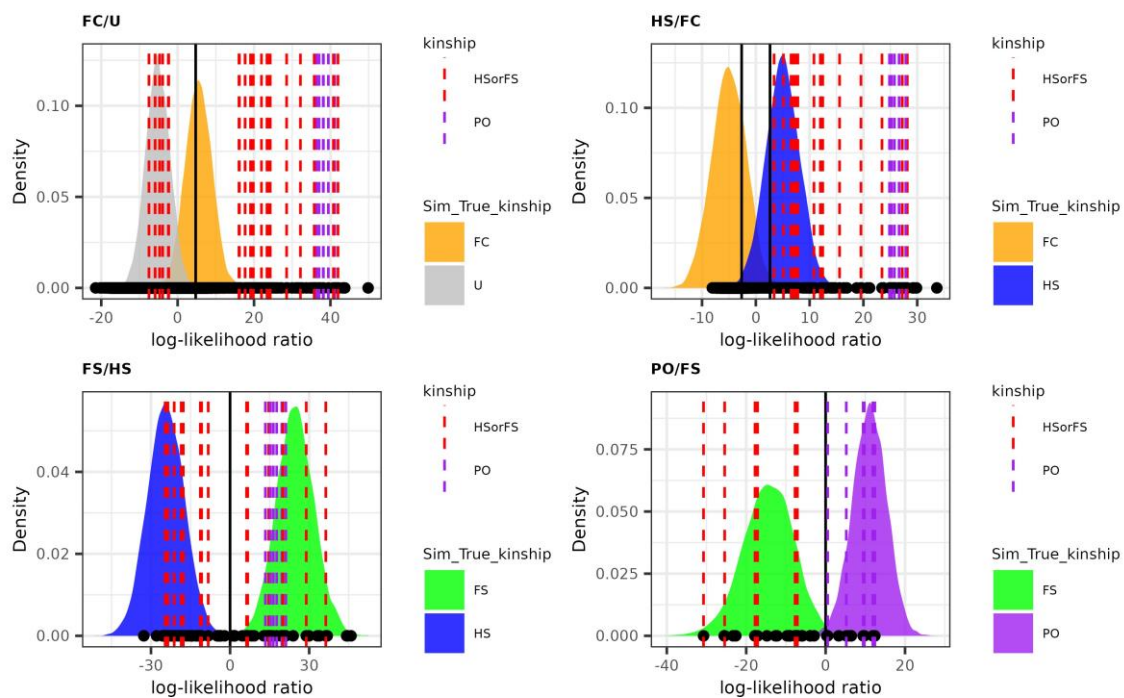 FC/U
0.10
0.05
0.00
Density
-20
0
20
40
log-likelihood ratio
kinship
HSorFS
PO
Sim_True_kinship
FC
U
HS/FC
0.10
0.05
0.00
Density
-10
0
10
20
30
log-likelihood ratio
kinship
HSorFS
PO
Sim_True_kinship
FC
HS
FS/HS
0.04
0.02
0.00
Density
-30
0
30
log-likelihood ratio
kinship
HSorFS
PO
Sim_True_kinship
FS
HS
PO/FS
0.075
0.050
0.025
0.000
Density
-40
-20
0
20
log-likelihood ratio
kinship
HSorFS
PO
Sim_True_kinship
FS
PO